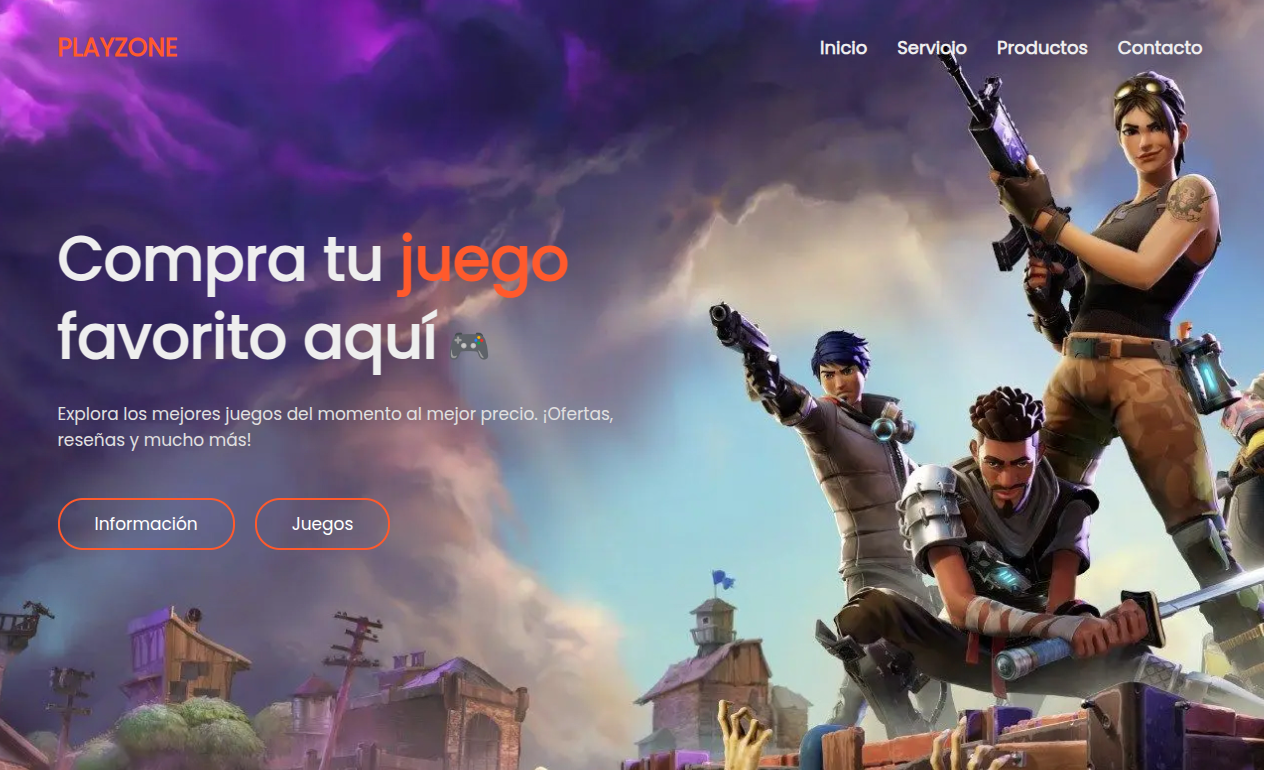 PLAYZONE
Inicio Servicio Productos Contacto
Compra tu juego
favorito aquí 🎮
Explora los mejores juegos del momento al mejor precio. ¡Ofertas,
reseñas y mucho más!
Información Juegos